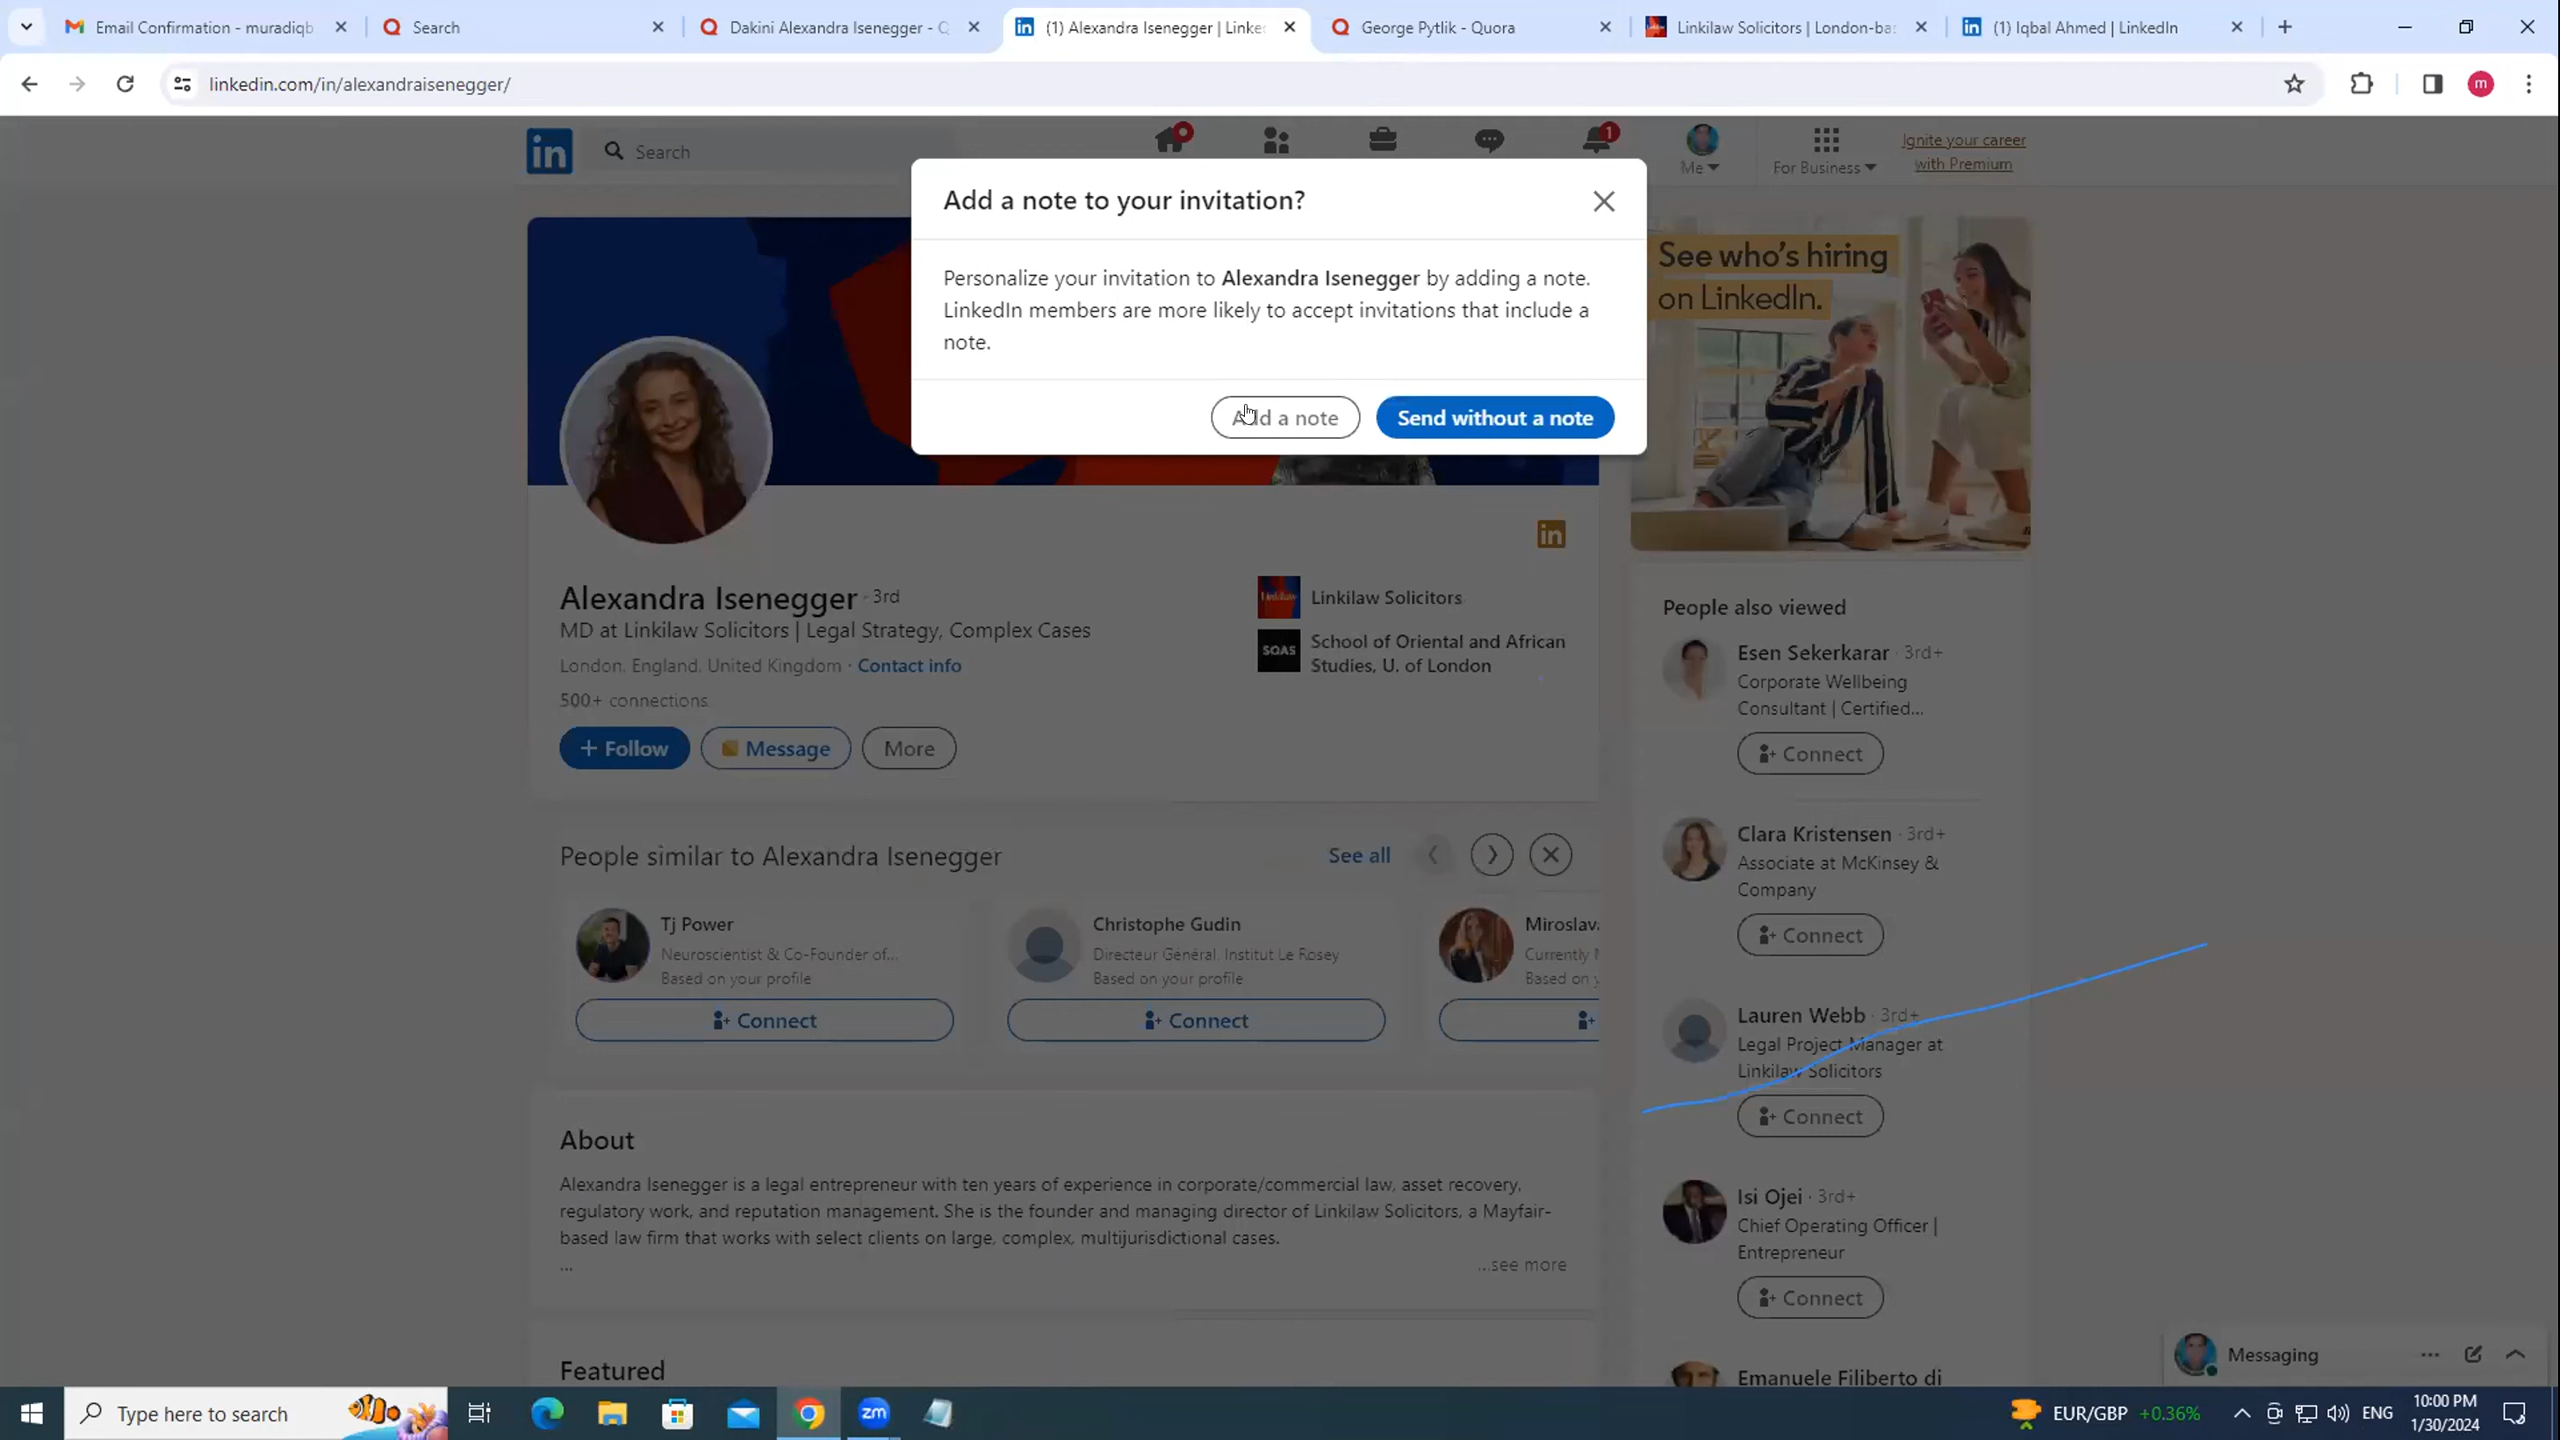 Email Confirmation - muradiqb
Search
Dakini Alexandra Isenegger - Q
(1) Alexandra Isenegger | Linke
George Pytlik - Quora
Linkilaw Solicitors | London-ba
(1) Iqbal Ahmed | LinkedIn
linkedin.com/in/alexandraisenegger/
m
in
Search
1
Me
For Business
Ignite your career
with Premium
Add a note to your invitation?
Personalize your invitation to Alexandra Isenegger by adding a note.
LinkedIn members are more likely to accept invitations that include a
note.
Add a note
Send without a note
See who's hiring
on LinkedIn.
in
Alexandra Isenegger · 3rd
MD at Linkilaw Solicitors | Legal Strategy, Complex Cases
London, England, United Kingdom · Contact info
500+ connections
Linkilaw
Linkilaw Solicitors
SOAS
School of Oriental and African
Studies, U. of London
+ Follow
Message
More
People also viewed
Esen Sekerkarar · 3rd+
Corporate Wellbeing
Consultant | Certified...
Connect
Clara Kristensen · 3rd+
Associate at McKinsey &
Company
Connect
Lauren Webb · 3rd+
Legal Project Manager at
Linkilaw Solicitors
Connect
Isi Ojei · 3rd+
Chief Operating Officer |
Entrepreneur
Connect
Emanuele Filiberto di
People similar to Alexandra Isenegger
See all
Tj Power
Neuroscientist & Co-Founder of...
Based on your profile
Connect
Christophe Gudin
Directeur Général, Institut Le Rosey
Based on your profile
Connect
Miroslava
Currently
Based on y
About
Alexandra Isenegger is a legal entrepreneur with ten years of experience in corporate/commercial law, asset recovery,
regulatory work, and reputation management. She is the founder and managing director of Linkilaw Solicitors, a Mayfair-
based law firm that works with select clients on large, complex, multijurisdictional cases.
...
...see more
Featured
Messaging
Type here to search
zm
EUR/GBP +0.36%
ENG
10:00 PM
1/30/2024